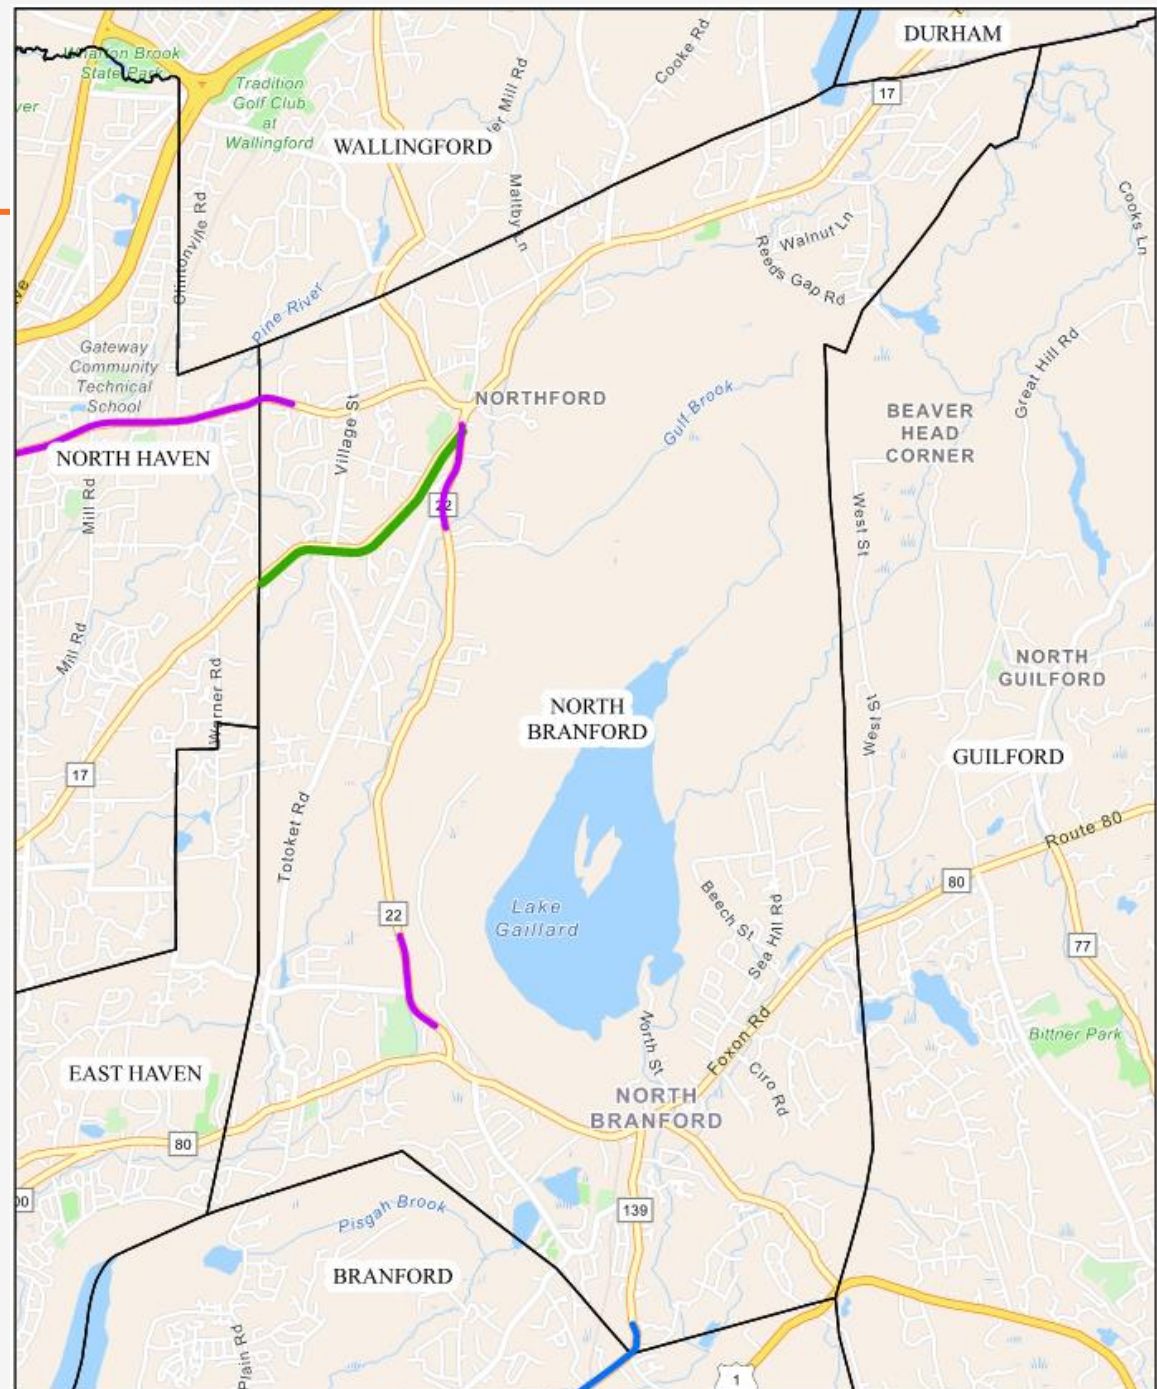 DURHAM
Wharton Brook
State Park
Cooke Rd
Tradition
Golf Club
at
Wallingford
17
WALLINGFORD
Maltby Ln
Cooks Ln
Clintonville Rd
Walnut Ln
Reeds Gap Rd
Pine River
Gateway
Community
Technical
School
Great Hill Rd
NORTHFORD
Village St
Gulf Brook
BEAVER
HEAD
CORNER
NORTH HAVEN
Mill Rd
22
West St
Mill Rd
Warner Rd
NORTH
GUILFORD
NORTH
BRANFORD
West St
GUILFORD
17
Totoket Rd
Route 80
80
Beech St
Sea Hill Rd
22
Lake
Gaillard
77
North St
Foxon Rd
Bittner Park
EAST HAVEN
Ciro Rd
NORTH
BRANFORD
80
Pisgah Brook
139
BRANFORD
Plain Rd
1